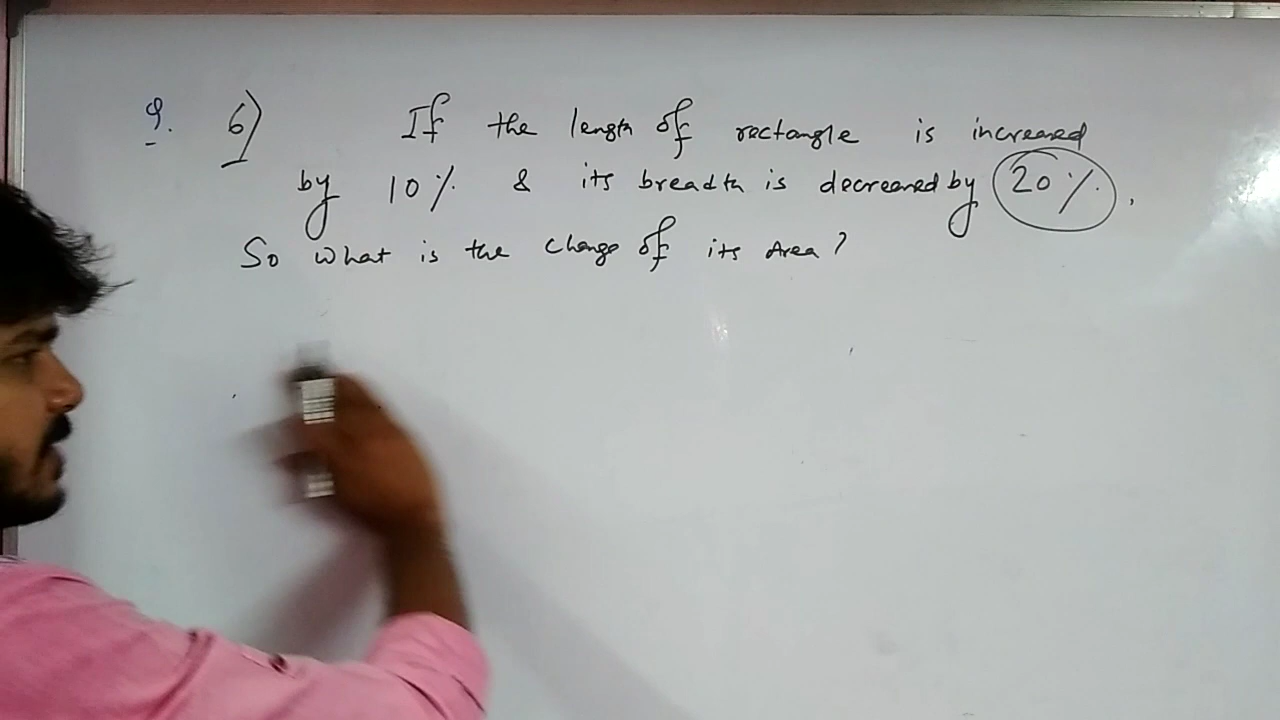 Q. 6) If the length of rectangle is increased
by 10% & its breadth is decreased by 20%.
So what is the change of its Area?